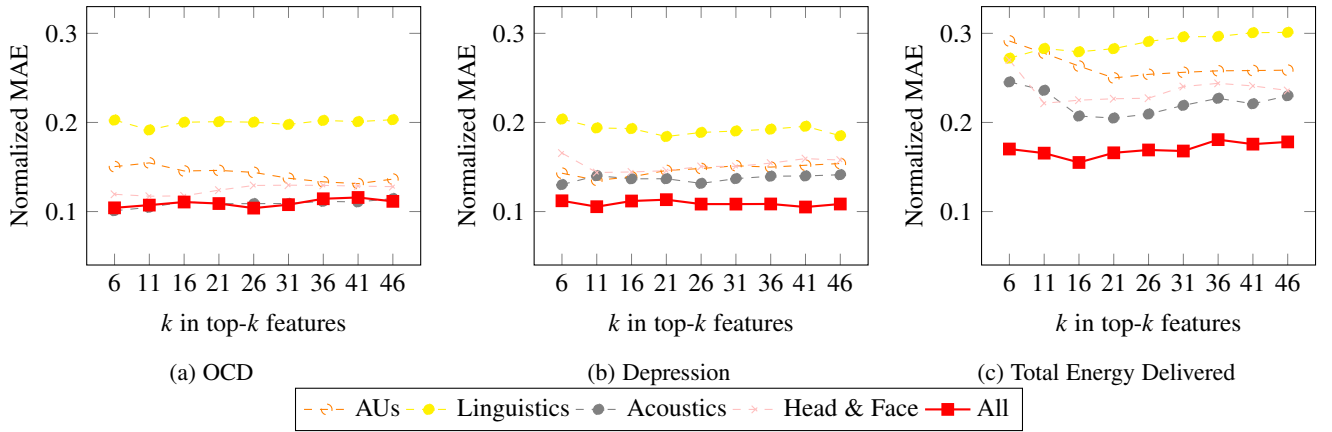 Normalized MAE
0.3
0.2
0.1
6 11 16 21 26 31 36 41 46
k in top-k features
(a) OCD
Normalized MAE
0.3
0.2
0.1
6 11 16 21 26 31 36 41 46
k in top-k features
(b) Depression
Normalized MAE
0.3
0.2
0.1
6 11 16 21 26 31 36 41 46
k in top-k features
(c) Total Energy Delivered
AUs Linguistics Acoustics Head & Face All